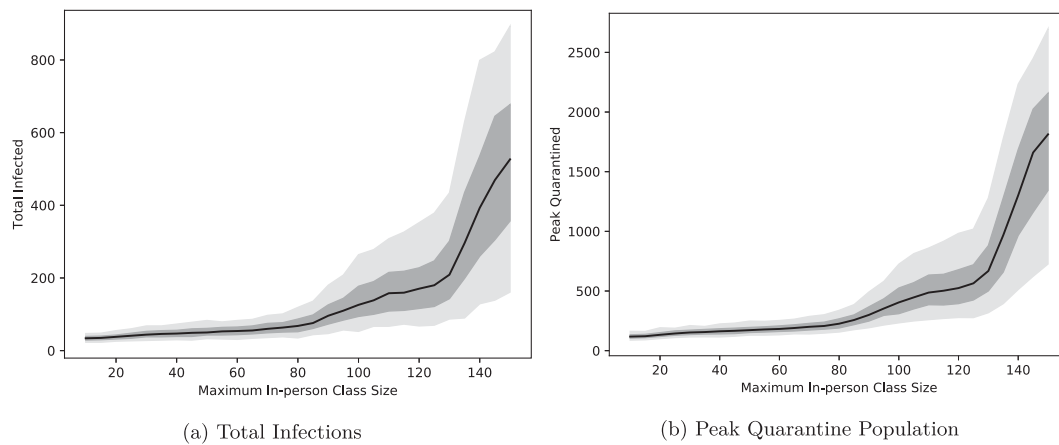 800
600
400
200
0
Total Infected
20 40 60 80 100 120 140
Maximum In-person Class Size
(a) Total Infections
2500
2000
1500
1000
500
0
Peak Quarantined
20 40 60 80 100 120 140
Maximum In-person Class Size
(b) Peak Quarantine Population